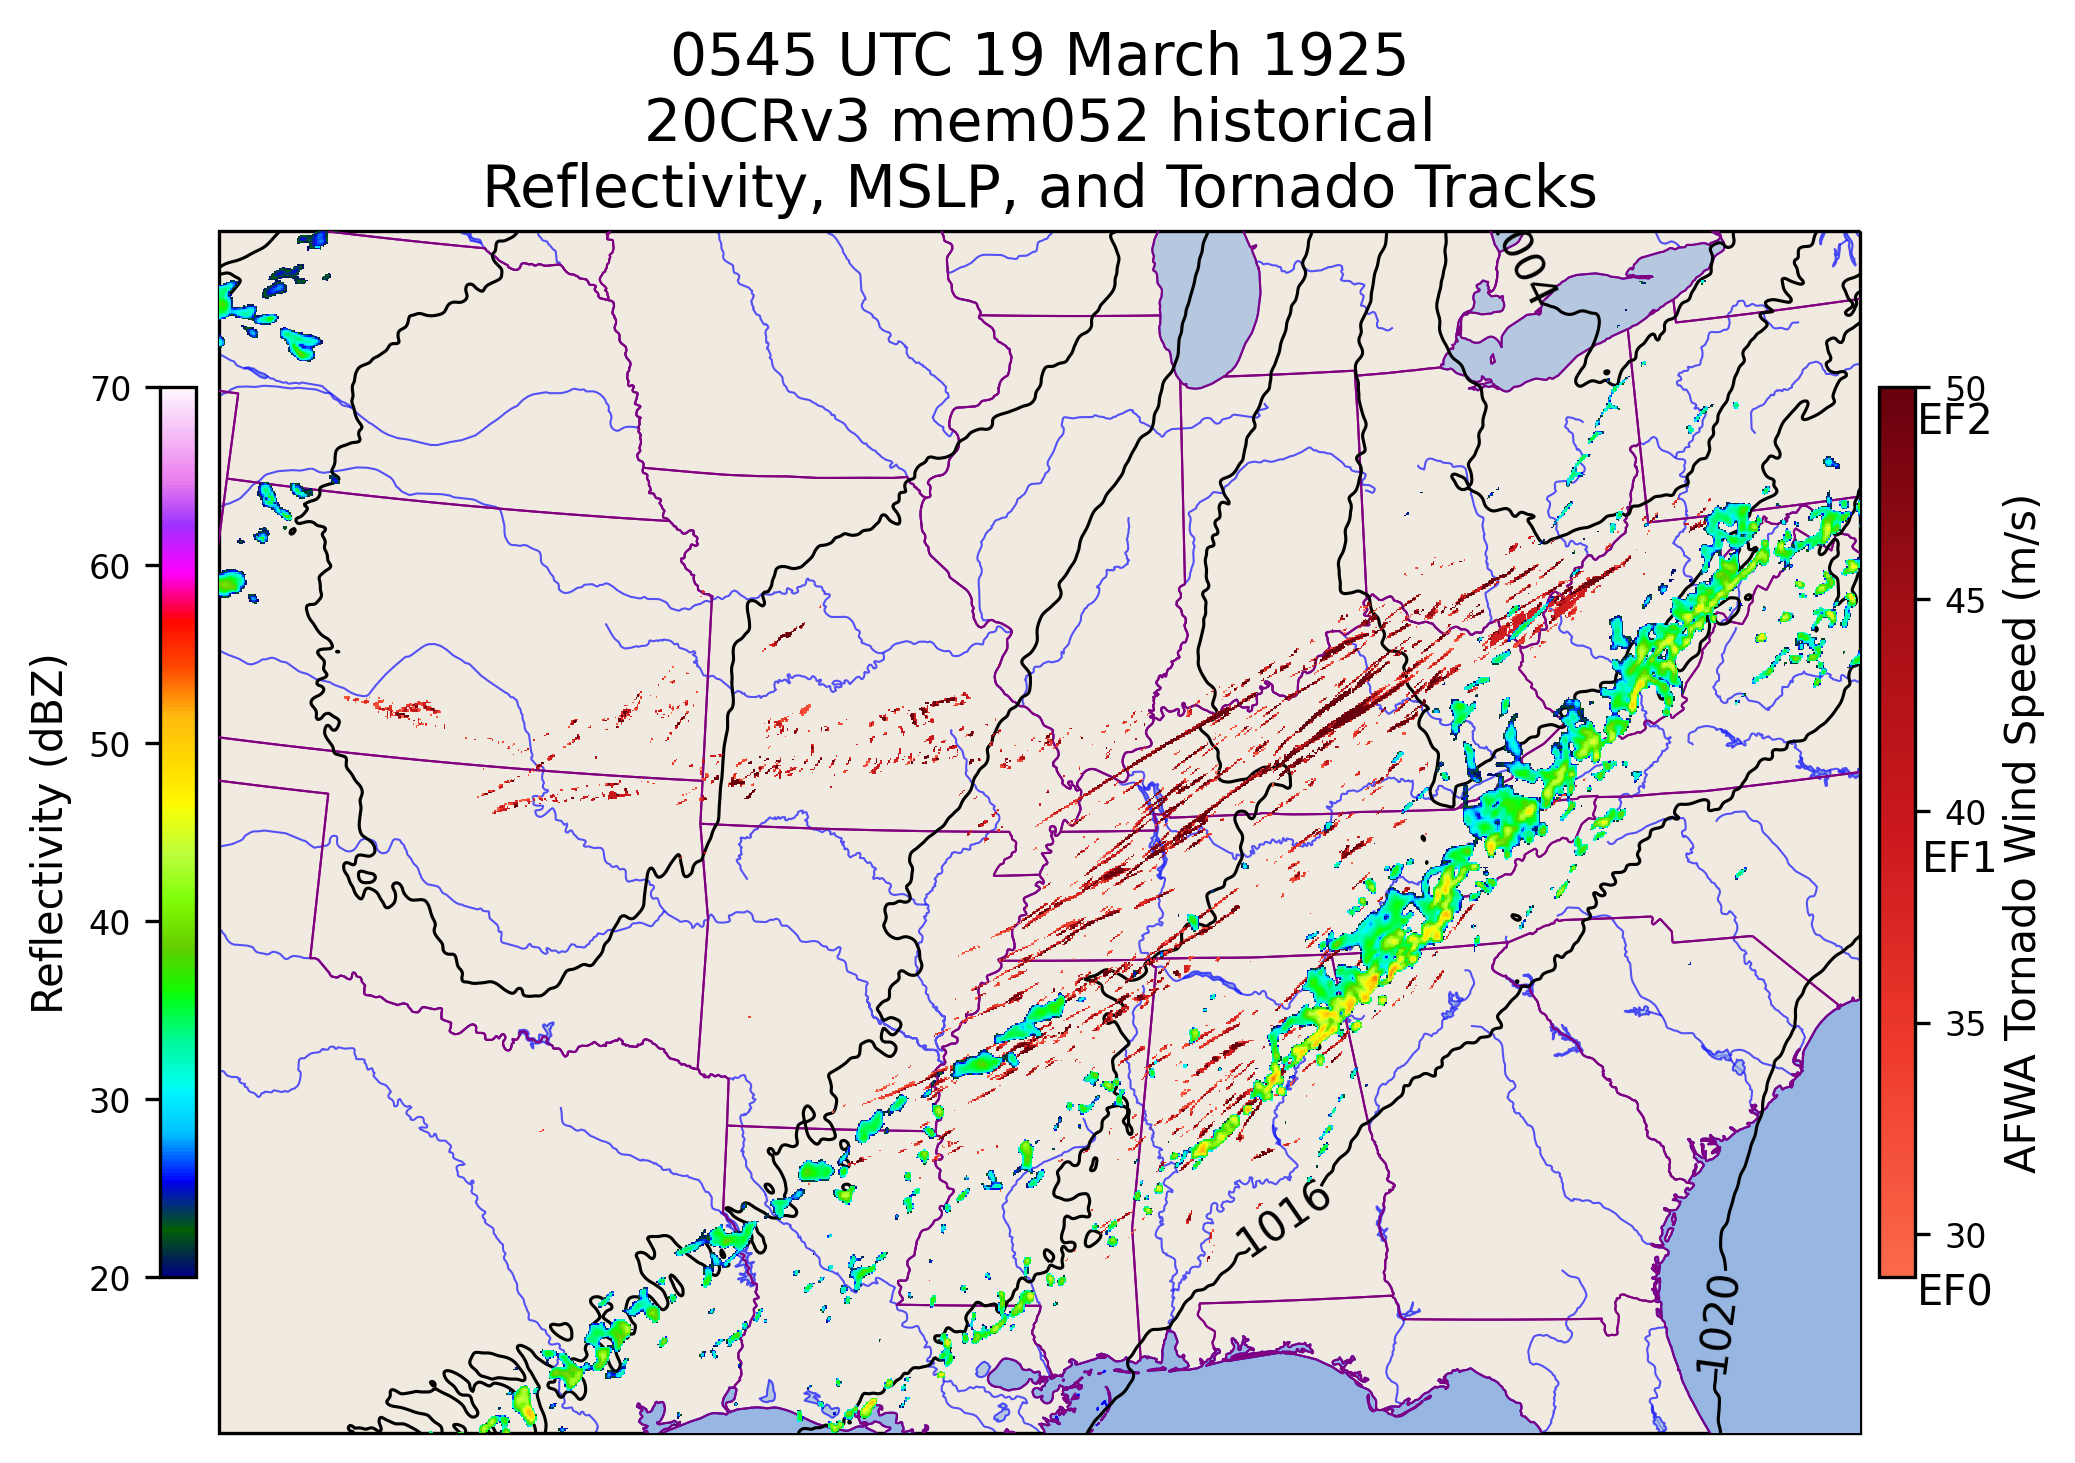 0545 UTC 19 March 1925
20CRv3 mem052 historical
Reflectivity, MSLP, and Tornado Tracks
70
60
50
40
30
20
Reflectivity (dBZ)
004
1016
1020
50
EF2
45
40
EF1
35
30
EF0
AFWA Tornado Wind Speed (m/s)